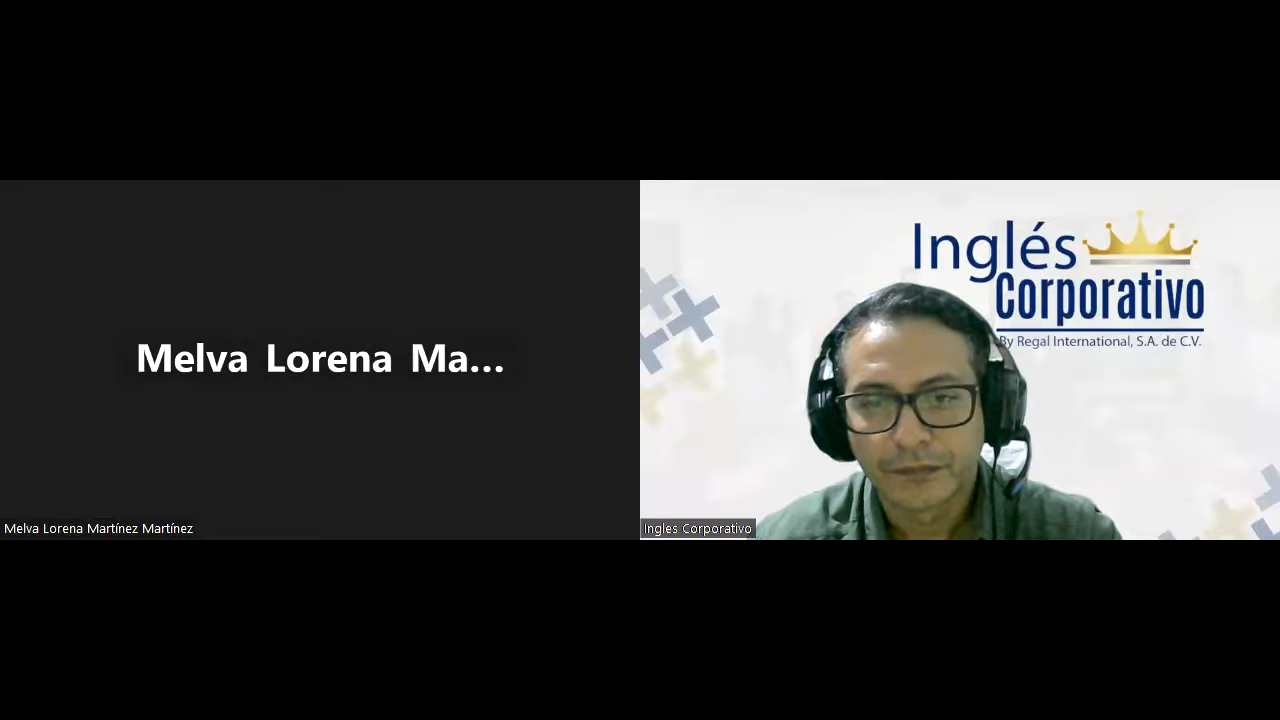 Melva Lorena Ma...
Melva Lorena Martínez Martínez
Inglés
Corporativo
By Regal International, S.A. de C.V.
Ingles Corporativo